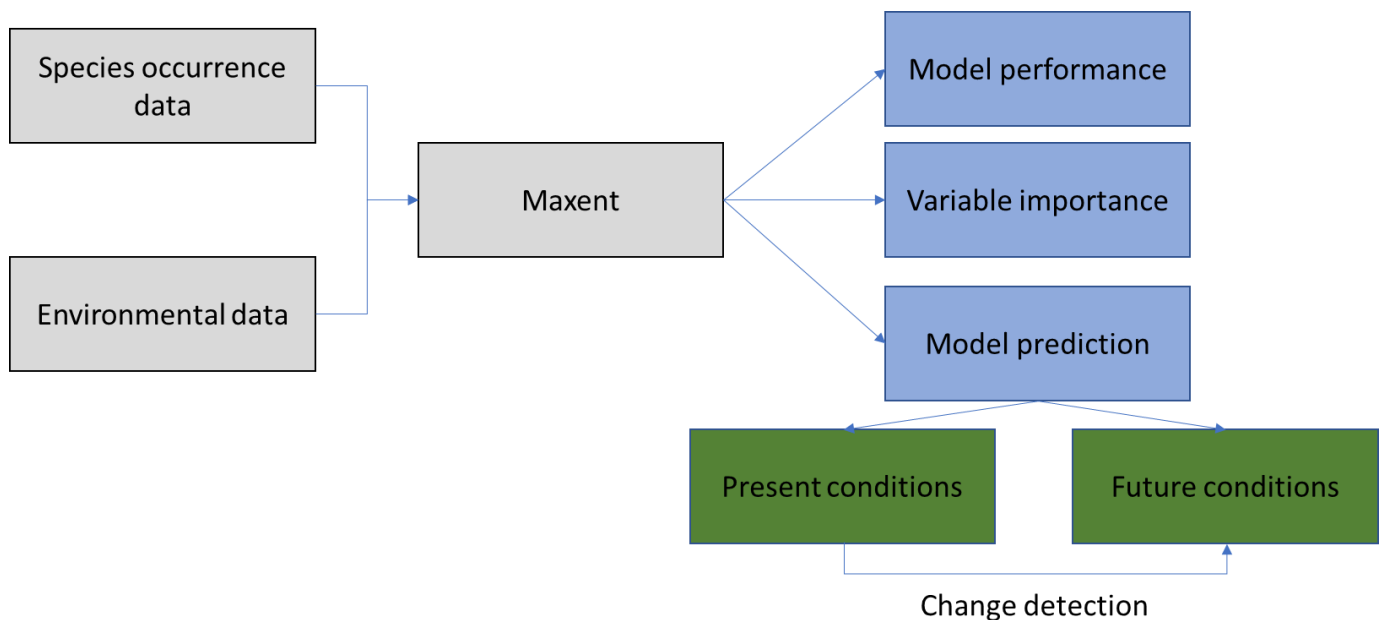 Species occurrence
data
Environmental data
Maxent
Model performance
Variable importance
Model prediction
Present conditions
Future conditions
Change detection